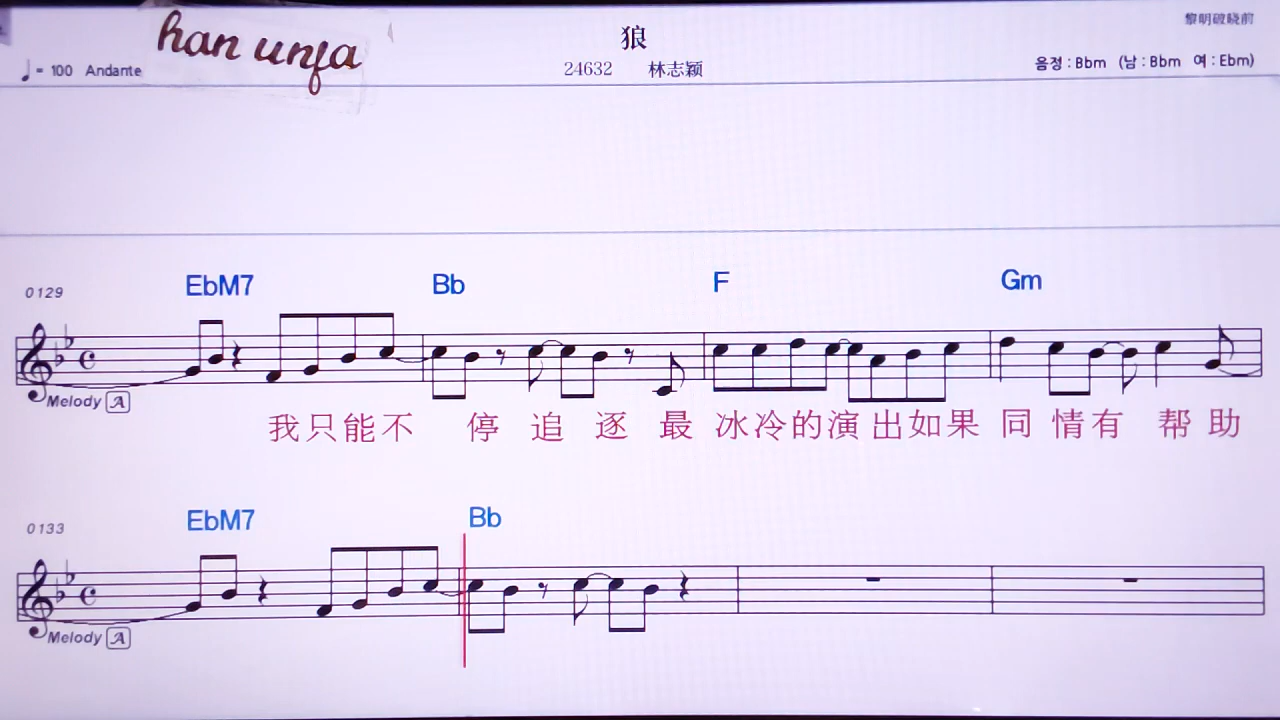 han unfa
狼
黎明破晓前
♩= 100 Andante
24632 林志颖
음정 : Bbm (남 : Bbm 여 : Ebm)
0129 EbM7 Bb F Gm
Melody A
我只能不 停 追 逐 最 冰冷的演出如果 同 情有 帮 助
0133 EbM7 Bb
Melody A